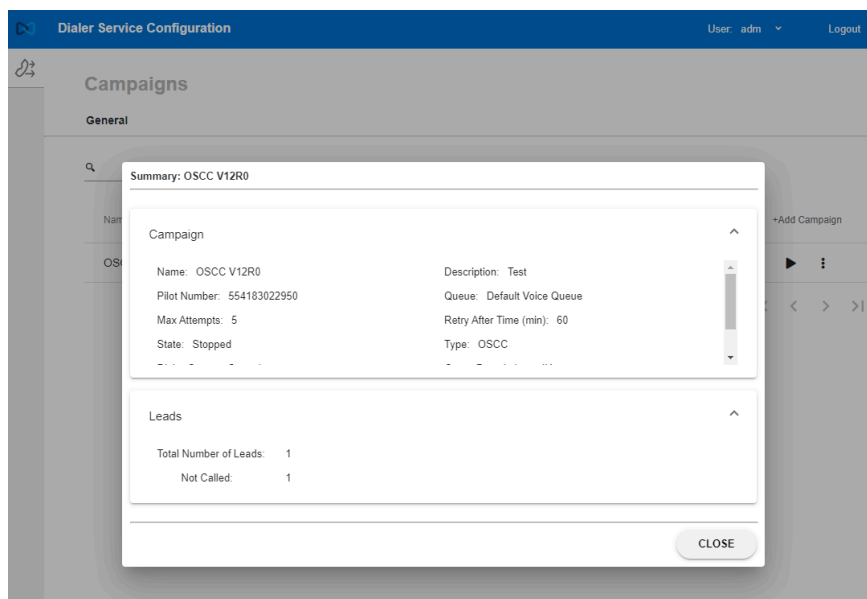 Dialer Service Configuration User: adm Logout
Campaigns
General
Summary: OSCC V12R0
Nam +Add Campaign
Campaign
OSC
Name: OSCC V12R0 Description: Test
Pilot Number: 554183022950 Queue: Default Voice Queue
Max Attempts: 5 Retry After Time (min): 60
State: Stopped Type: OSCC
Leads
Total Number of Leads: 1
Not Called: 1
CLOSE